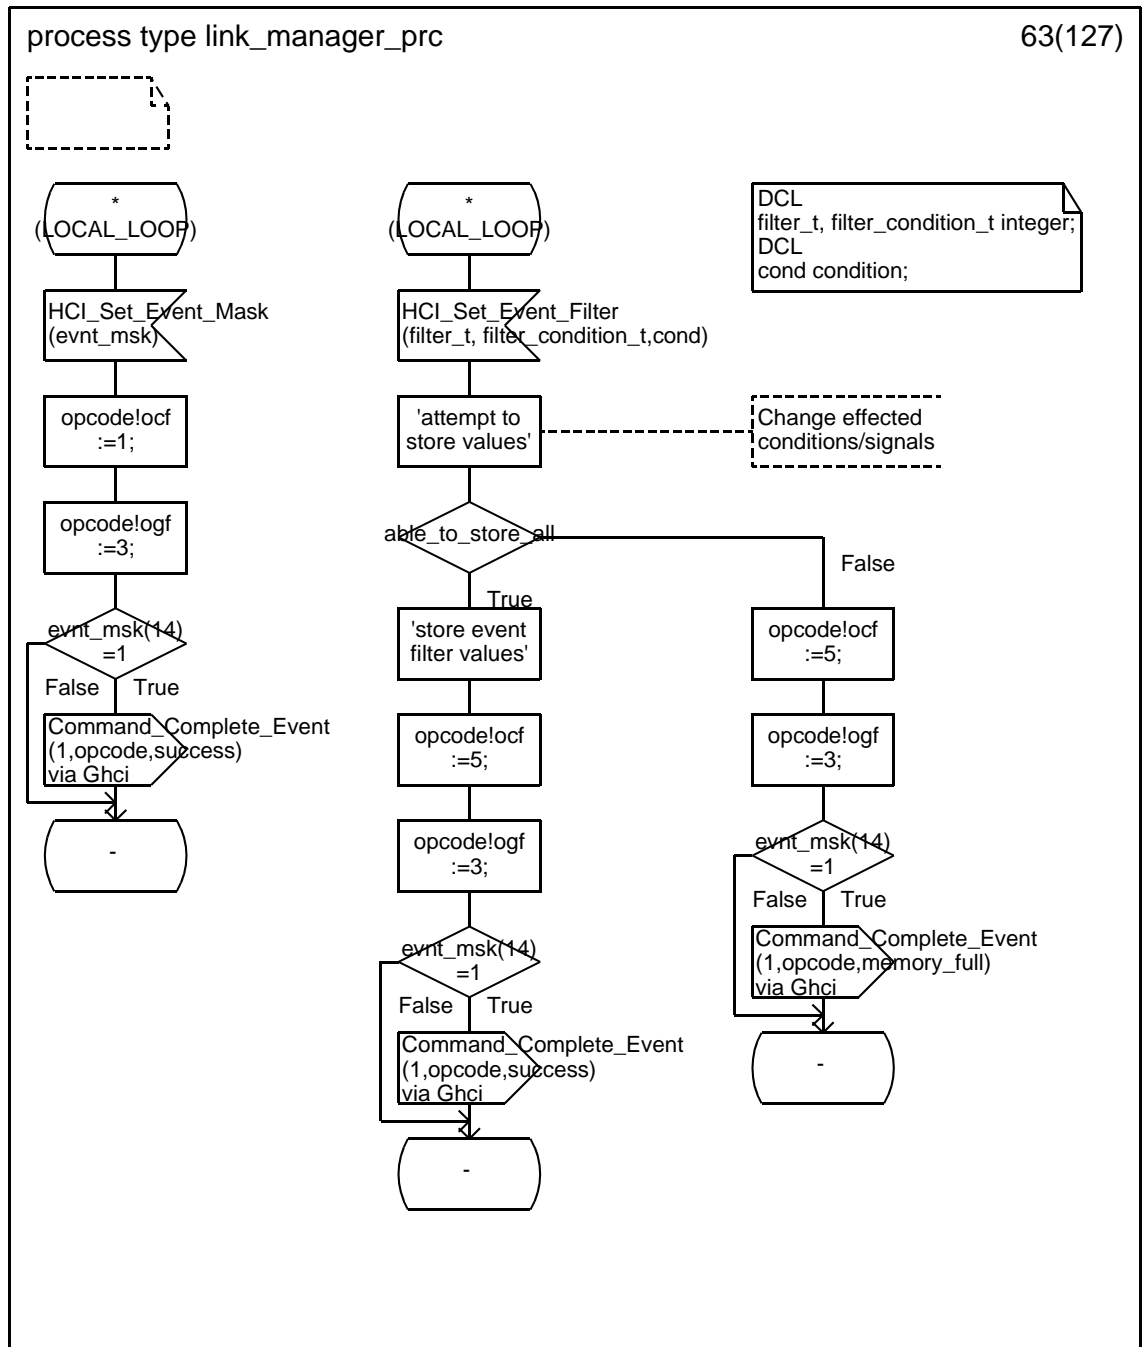 process type link_manager_prc
63(127)
*
(LOCAL_LOOP)
HCI_Set_Event_Mask
(evnt_msk)
opcode!ocf
:=1;
opcode!ogf
:=3;
evnt_msk(14)
=1
False
True
Command_Complete_Event
(1,opcode,success)
via Ghci
-
*
(LOCAL_LOOP)
HCI_Set_Event_Filter
(filter_t, filter_condition_t,cond)
'attempt to
store values'
able_to_store_all
True
'store event
filter values'
opcode!ocf
:=5;
opcode!ogf
:=3;
evnt_msk(14)
=1
False
True
Command_Complete_Event
(1,opcode,success)
via Ghci
-
DCL
filter_t, filter_condition_t integer;
DCL
cond condition;
Change effected
conditions/signals
False
opcode!ocf
:=5;
opcode!ogf
:=3;
evnt_msk(14)
=1
False
True
Command_Complete_Event
(1,opcode,memory_full)
via Ghci
-